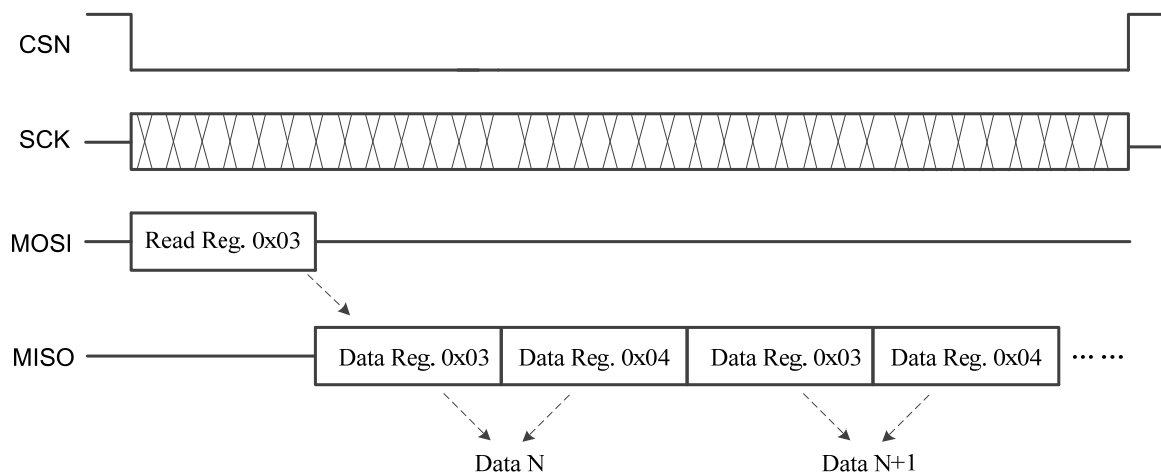 CSN
SCK
MOSI
Read Reg. 0x03
MISO
Data Reg. 0x03 Data Reg. 0x04 Data Reg. 0x03 Data Reg. 0x04 ... ...
Data N Data N+1